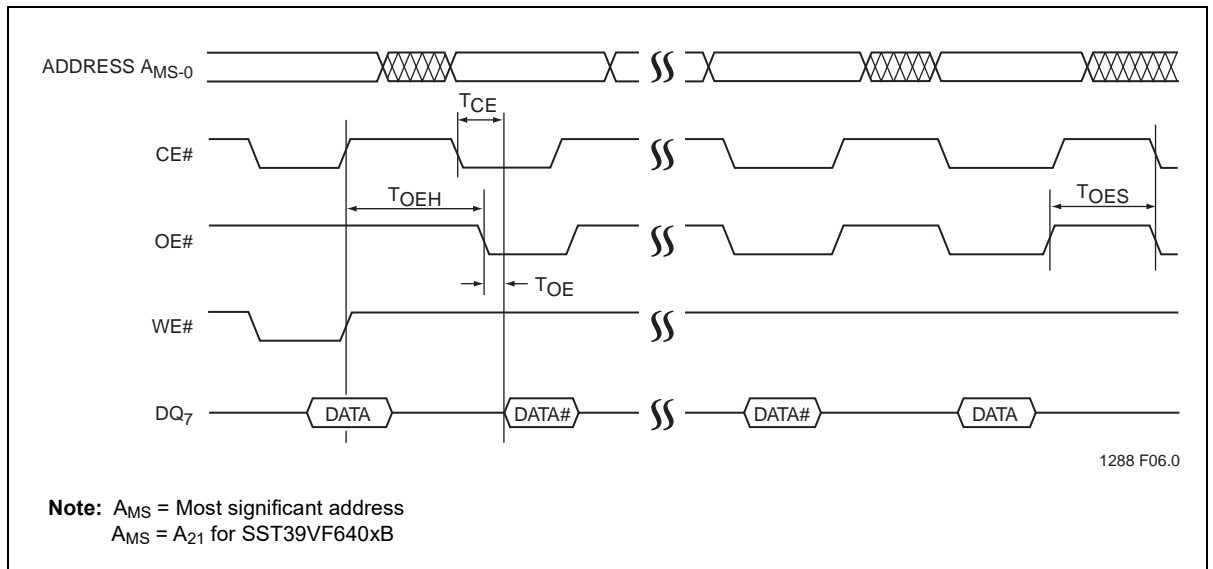 ADDRESS AMS-0
TCE
CE#
TOEH
TOES
OE#
TOE
WE#
DQ7
DATA
DATA#
DATA#
DATA
1288 F06.0
Note: AMS = Most significant address
AMS = A21 for SST39VF640xB